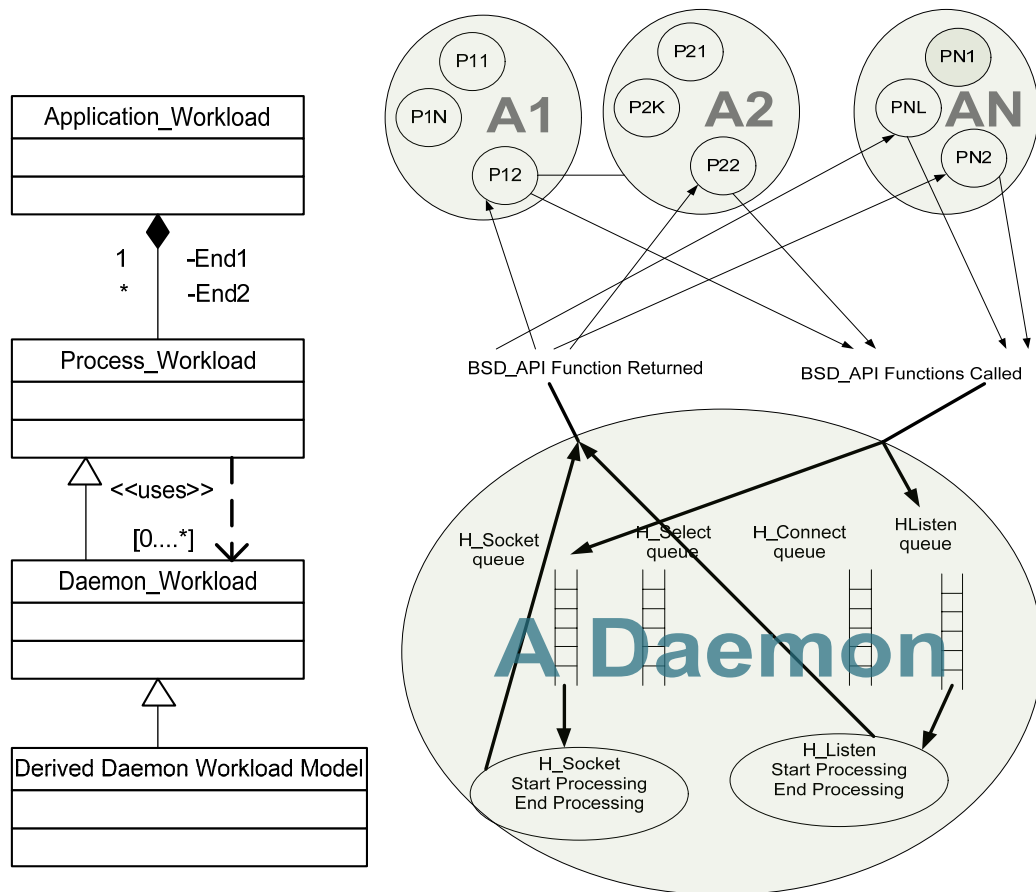 Application_Workload
1
-End1
*
-End2
Process_Workload
<<uses>>
[0....*]
Daemon_Workload
Derived Daemon Workload Model
P11
P1N
A1
P12
P21
P2K
A2
P22
PN1
PNL
AN
PN2
BSD_API Function Returned
BSD_API Functions Called
H_Socket
queue
H_Select
queue
H_Connect
queue
HListen
queue
A Daemon
H_Socket
Start Processing
End Processing
H_Listen
Start Processing
End Processing